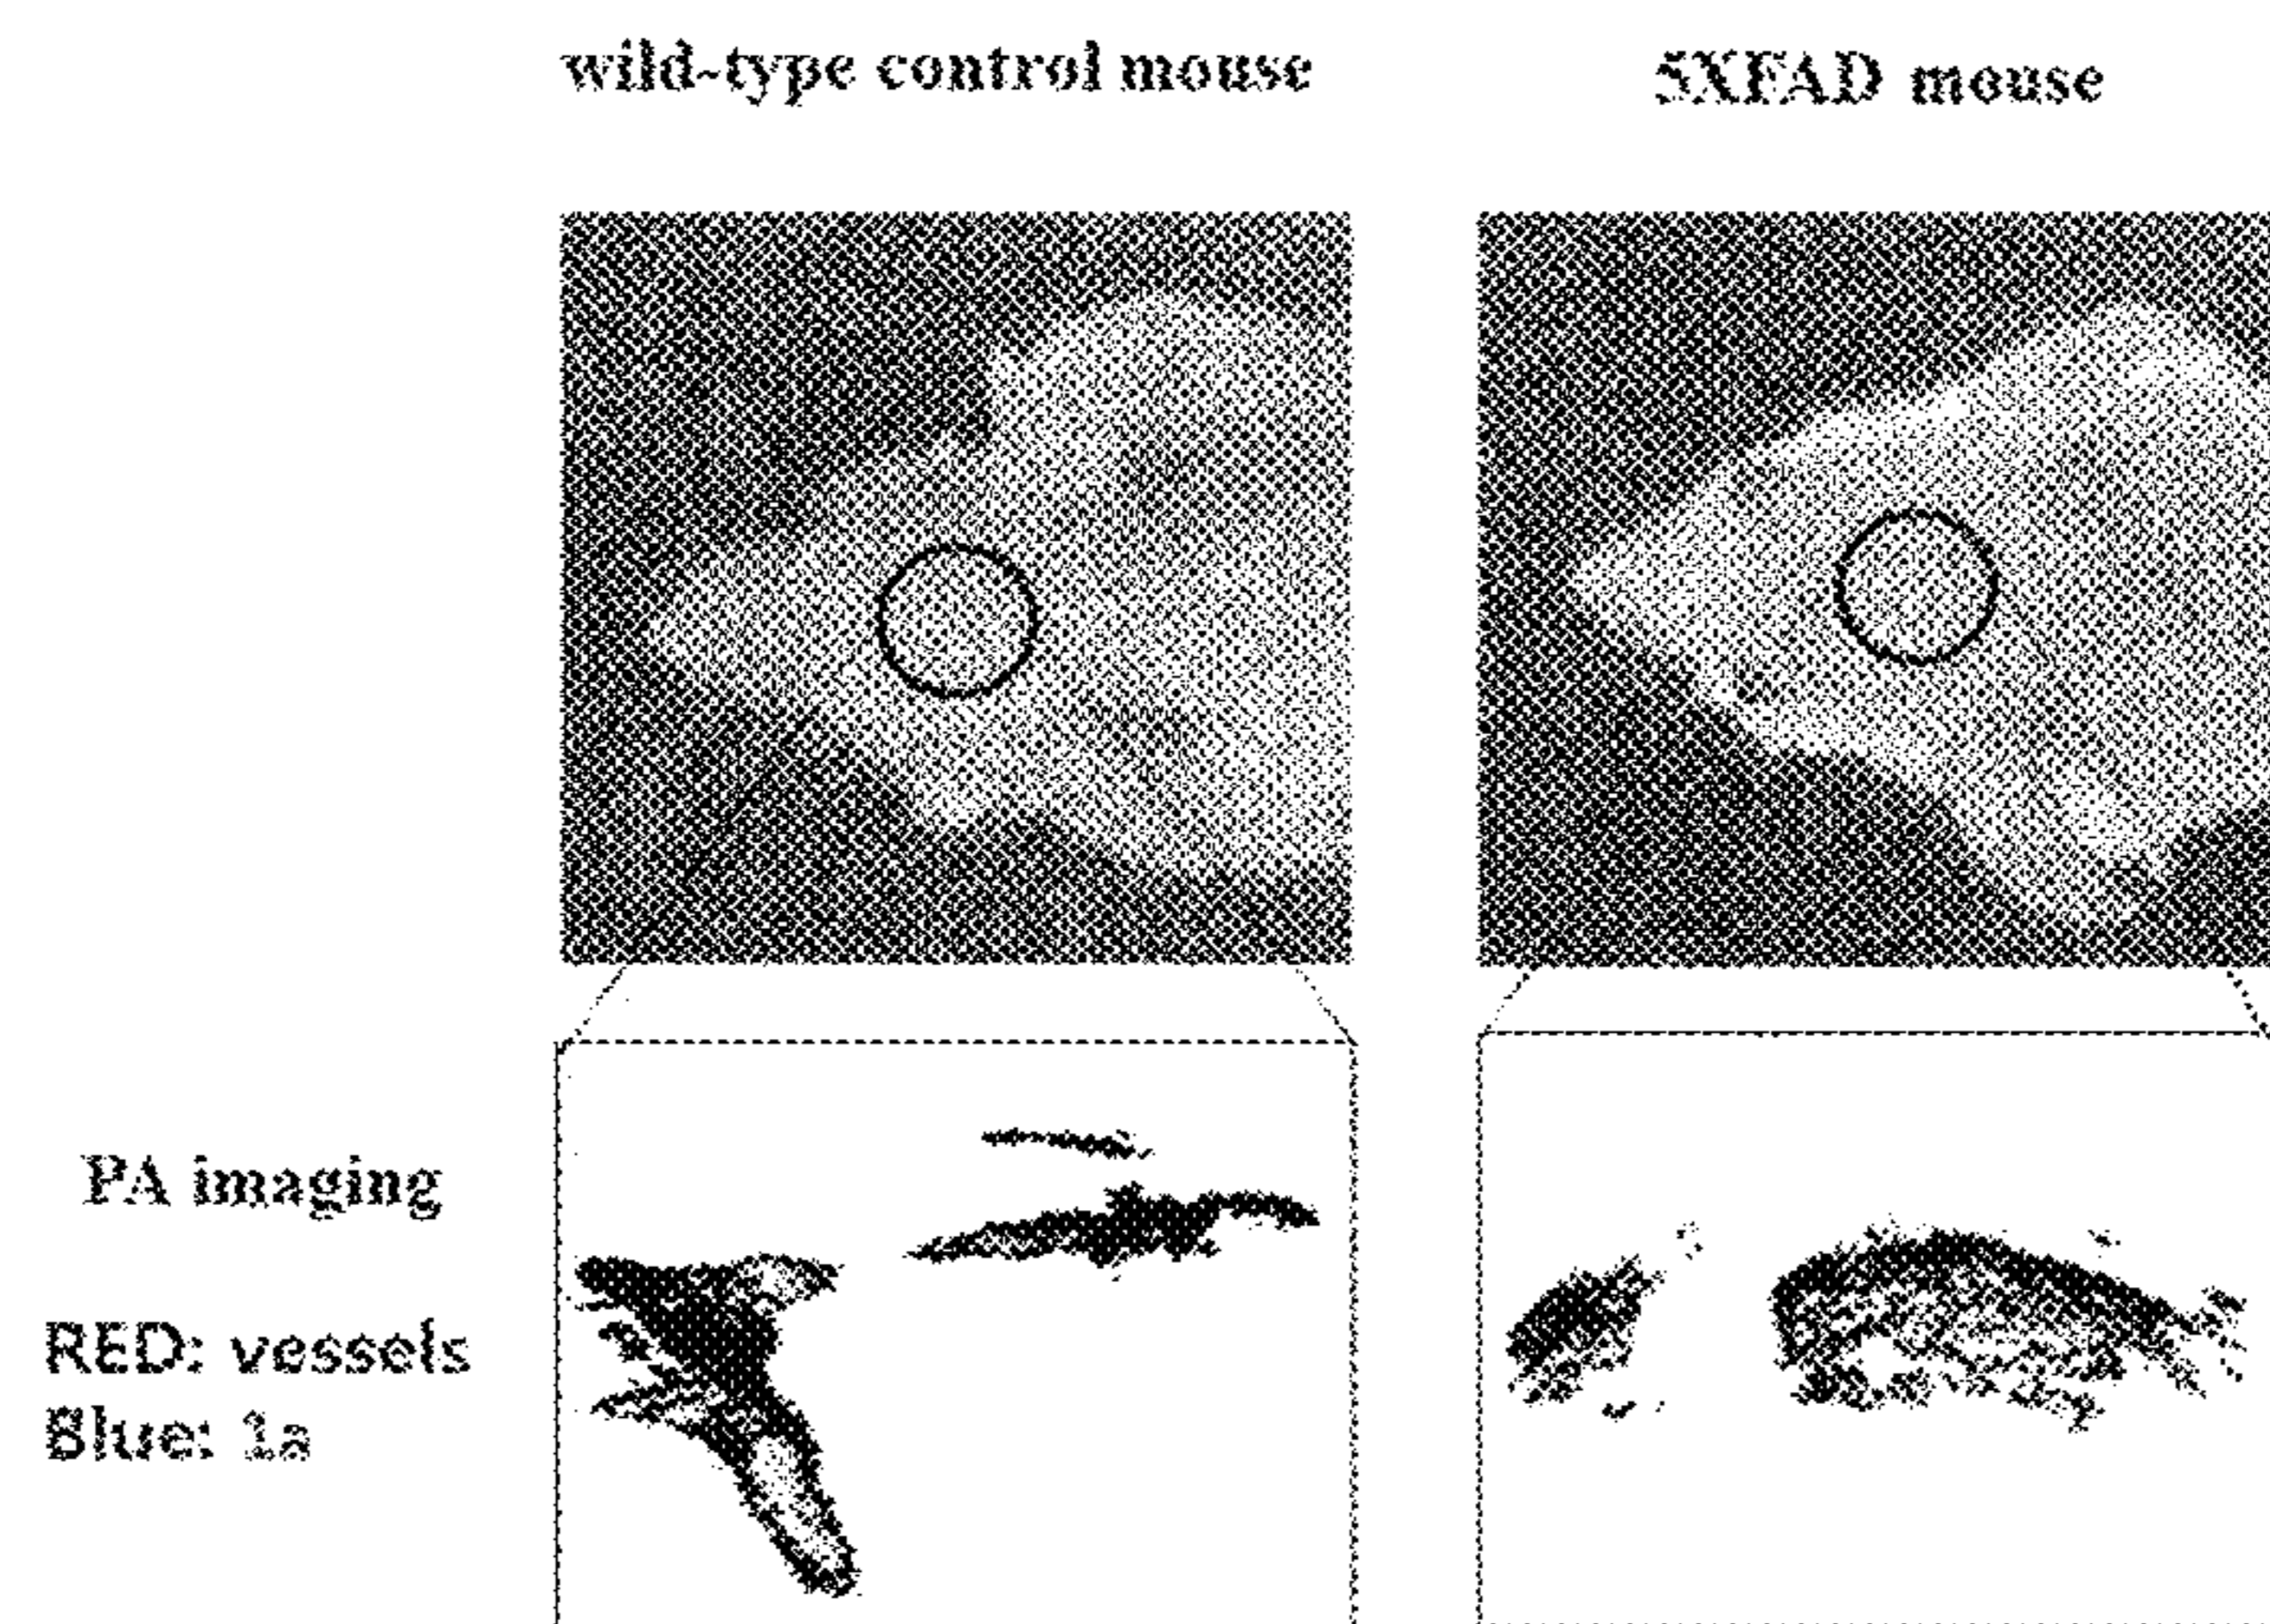 wild-type control mouse
5XFAD mouse
PA imaging
RED: vessels
Blue: 1a